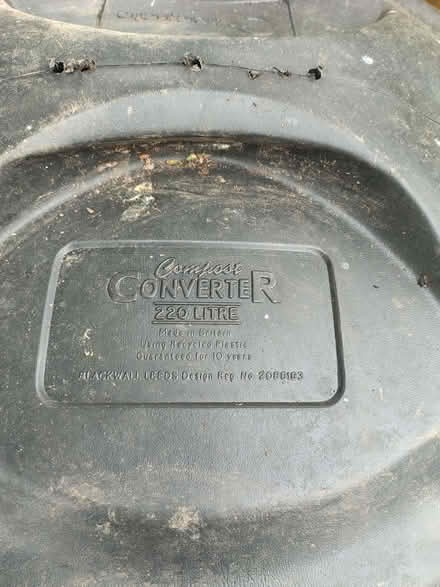 Compost
CONVERTER
220 LITRE
Made in Britain
Using Recycled Plastic
Guaranteed for 10 years
BLACKWALL LEEDS Design Reg. No.